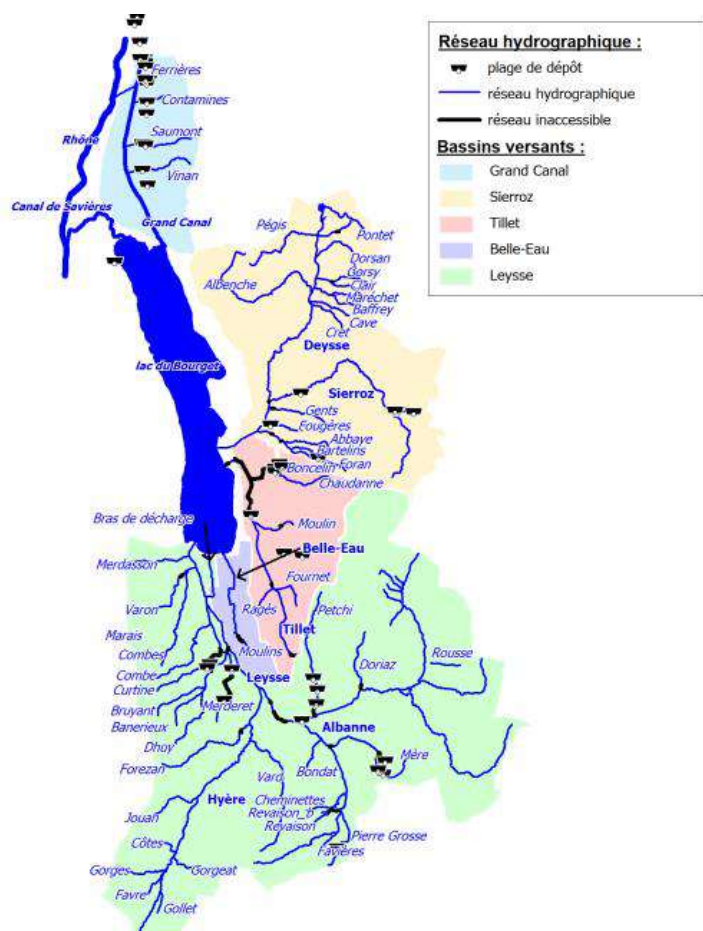 Réseau hydrographique :
plage de dépôt
réseau hydrographique
réseau inaccessible
Bassins versants :
Grand Canal
Sierroz
Tillet
Belle-Eau
Leysse
Ferrières
Contamines
Rhône
Saumont
Vinan
Canal de Savières
Grand Canal
Pégis
Pontet
Dorsan
Gorsy
Albenche
Clair
Maréchet
Baffrey
Cave
Cret
Deysse
lac du Bourget
Sierroz
Gents
Fougères
Abbaye
Bartelins
Foran
Boncelin
Chaudanne
Bras de décharge
Moulin
Belle-Eau
Merdasson
Fournet
Petchi
Varon
Ragés
Tillet
Marais
Moulins
Combes
Doriaz
Rousse
Combe
Leysse
Curtine
Merderet
Bruyant
Banerieux
Albanne
Dhuy
Mère
Forezan
Bondat
Vard
Hyère
Cheminettes
Revaison_b
Revaison
Jouan
Pierre Grosse
Favières
Côtes
Gorges
Gorgeat
Favre
Gollet